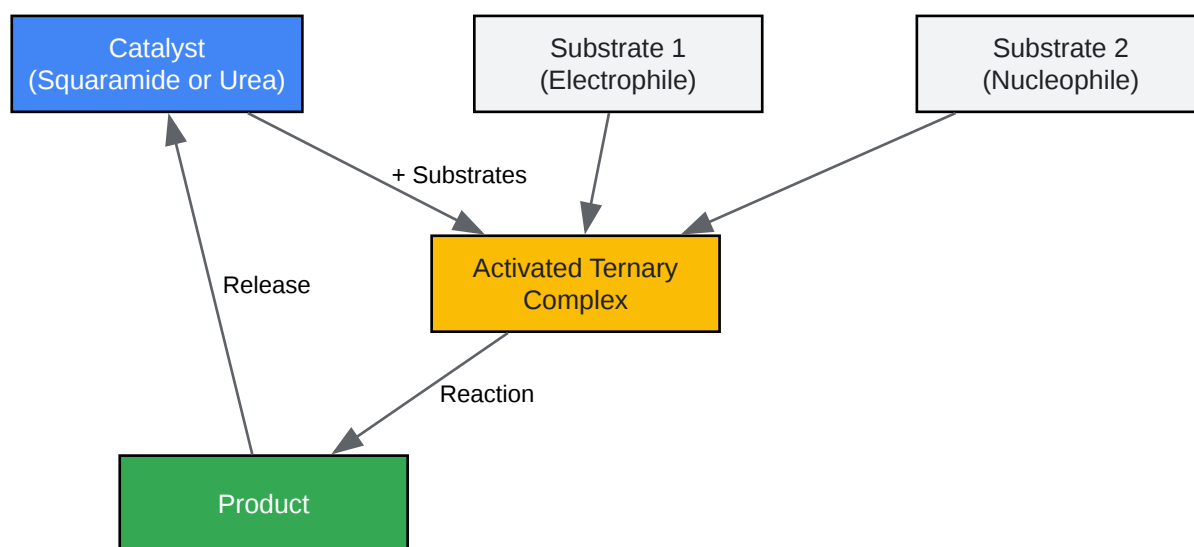 Catalyst
(Squaramide or Urea)
Substrate 1
(Electrophile)
Substrate 2
(Nucleophile)
+ Substrates
Activated Ternary
Complex
Release
Reaction
Product